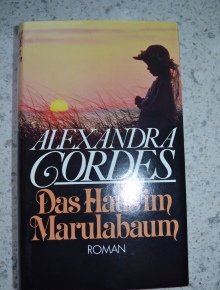 ALEXANDRA
CORDES
Das Haus im
Marulabaum
ROMAN